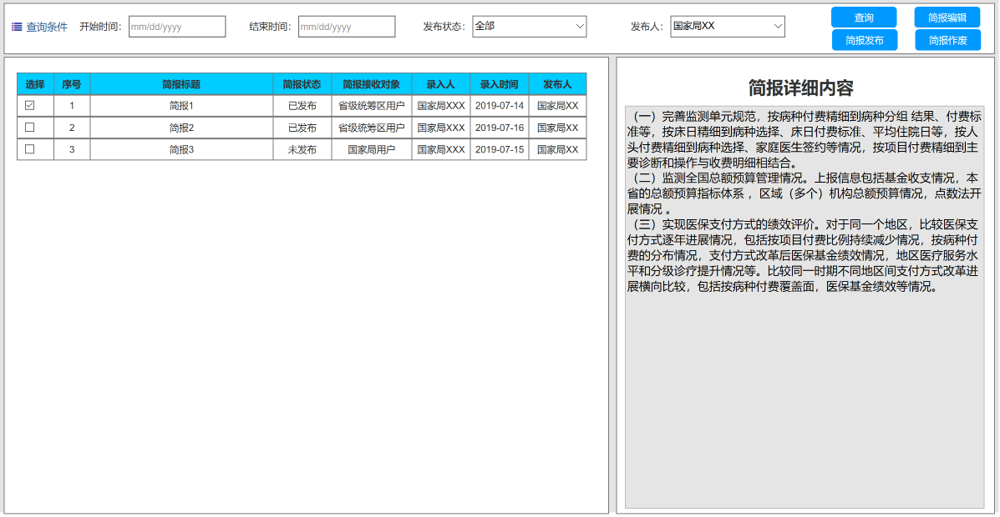 查询条件 开始时间： mm/dd/yyyy 结束时间： mm/dd/yyyy 发布状态： 全部 发布人： 国家局XX
查询 简报编辑
简报发布 简报作废
选择 序号 简报标题 简报状态 简报接收对象 录入人 录入时间 发布人
1 简报1 已发布 省级统筹区用户 国家局XXX 2019-07-14 国家局XX
2 简报2 已发布 省级统筹区用户 国家局XXX 2019-07-16 国家局XX
3 简报3 未发布 国家局用户 国家局XXX 2019-07-15 国家局XX
简报详细内容
（一）完善监测单元规范，按病种付费精细到病种分组 结果、付费标
准等，按床日精细到病种选择、床日付费标准、平均住院日等，按人
头付费精细到病种选择、家庭医生签约等情况，按项目付费精细到主
要诊断和操作与收费明细相结合。
（二）监测全国总额预算管理情况。上报信息包括基金收支情况，本
省的总额预算指标体系 ，区域（多个）机构总额预算情况，点数法开
展情况 。
（三）实现医保支付方式的绩效评价。对于同一个地区，比较医保支
付方式逐年进展情况，包括按项目付费比例持续减少情况，按病种付
费的分布情况，支付方式改革后医保基金绩效情况，地区医疗服务水
平和分级诊疗提升情况等。比较同一时期不同地区间支付方式改革进
展横向比较，包括按病种付费覆盖面，医保基金绩效等情况。